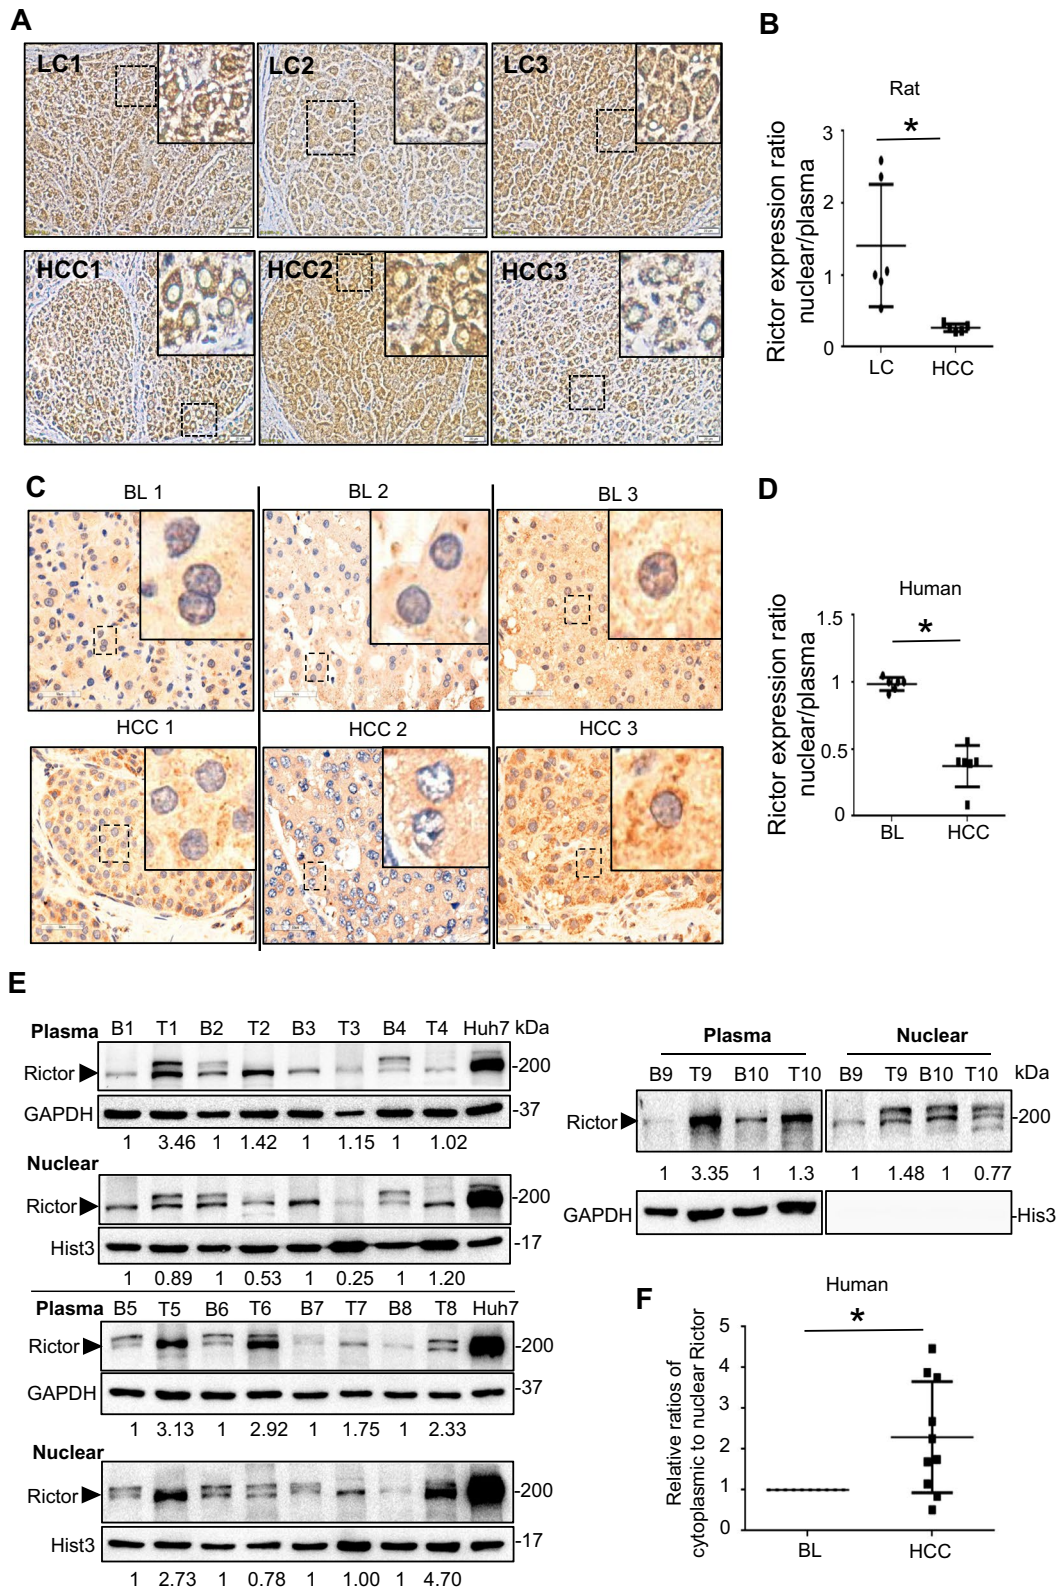 A
LC1 LC2 LC3
HCC1 HCC2 HCC3
B
Rat
*
Rictor expression ratio
nuclear/plasma
3
2
1
0
LC HCC
C
BL 1 BL 2 BL 3
HCC 1 HCC 2 HCC 3
D
Human
*
Rictor expression ratio
nuclear/plasma
1.5
1
0.5
0
BL HCC
E
Plasma B1 T1 B2 T2 B3 T3 B4 T4 Huh7 kDa
Rictor -200
GAPDH -37
1 3.46 1 1.42 1 1.15 1 1.02
Nuclear
Rictor -200
Hist3 -17
1 0.89 1 0.53 1 0.25 1 1.20
Plasma B5 T5 B6 T6 B7 T7 B8 T8 Huh7
Rictor -200
GAPDH -37
1 3.13 1 2.92 1 1.75 1 2.33
Nuclear
Rictor -200
Hist3 -17
1 2.73 1 0.78 1 1.00 1 4.70
Plasma Nuclear
B9 T9 B10 T10 B9 T9 B10 T10 kDa
Rictor -200
1 3.35 1 1.3 1 1.48 1 0.77
GAPDH -His3
F
Human
*
Relative ratios of
cytoplasmic to nuclear Rictor
5
4
3
2
1
0
BL HCC